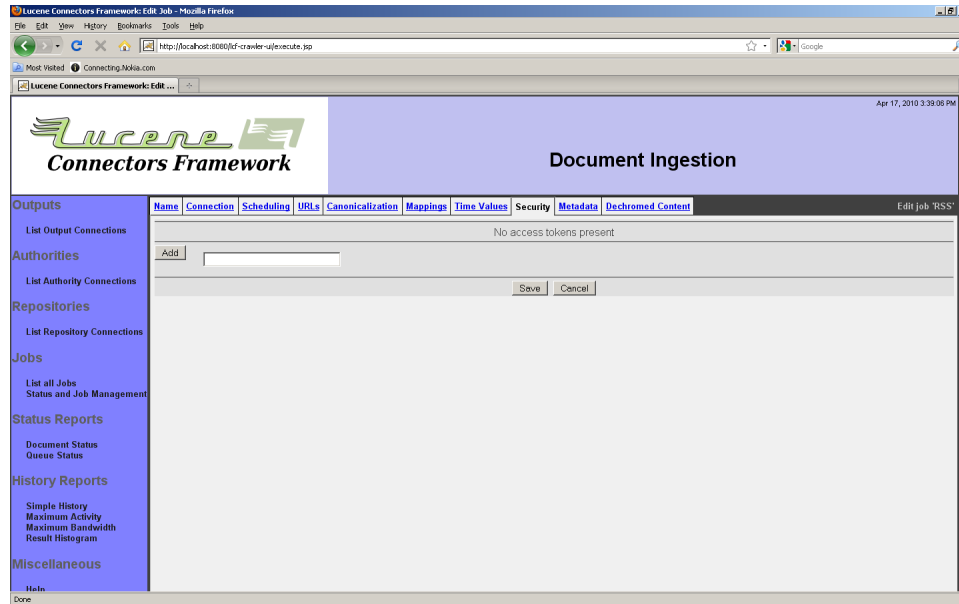 Lucene Connectors Framework: Edit Job - Mozilla Firefox
File Edit View History Bookmarks Tools Help
http://localhost:8080/lcf-crawler-ui/execute.jsp
Google
Most Visited Connecting.Nokia.com
Lucene Connectors Framework: Edit ...
Apr 17, 2010 3:39:06 PM
Lucene
Connectors Framework
Document Ingestion
Outputs
List Output Connections
Authorities
List Authority Connections
Repositories
List Repository Connections
Jobs
List all Jobs
Status and Job Management
Status Reports
Document Status
Queue Status
History Reports
Simple History
Maximum Activity
Maximum Bandwidth
Result Histogram
Miscellaneous
Help
Name Connection Scheduling URLs Canonicalization Mappings Time Values Security Metadata Dechromed Content
Edit job 'RSS'
No access tokens present
Add
Save Cancel
Done